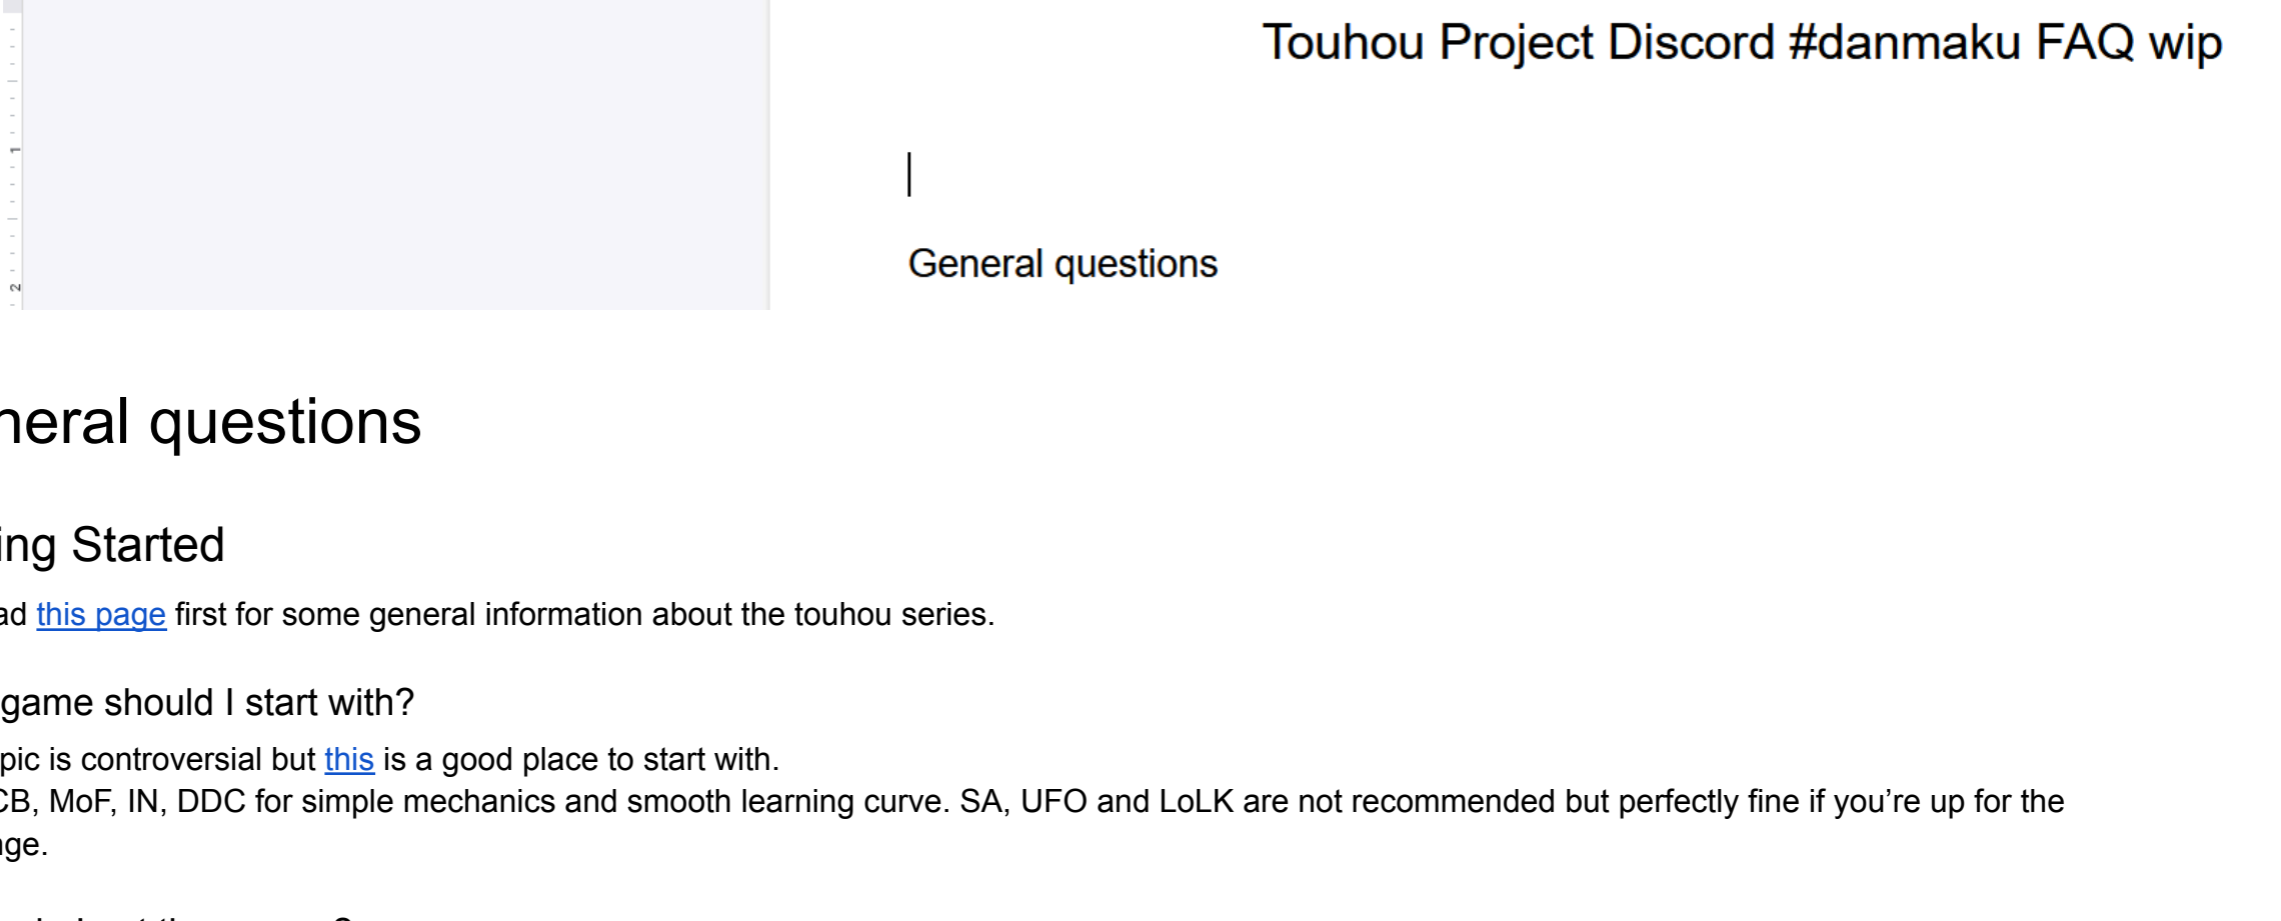 Touhou Project Discord #danmaku FAQ wip
1
General questions
2
neral questions
ing Started
ad this page first for some general information about the touhou series.
game should I start with?
pic is controversial but this is a good place to start with.
CB, MoF, IN, DDC for simple mechanics and smooth learning curve. SA, UFO and LoLK are not recommended but perfectly fine if you’re up for the
nge.